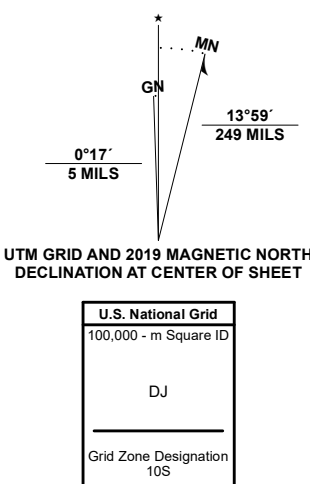 ★
MN
GN
13°59´
249 MILS
0°17´
5 MILS
UTM GRID AND 2019 MAGNETIC NORTH
DECLINATION AT CENTER OF SHEET
U.S. National Grid
100,000 - m Square ID
DJ
Grid Zone Designation
10S